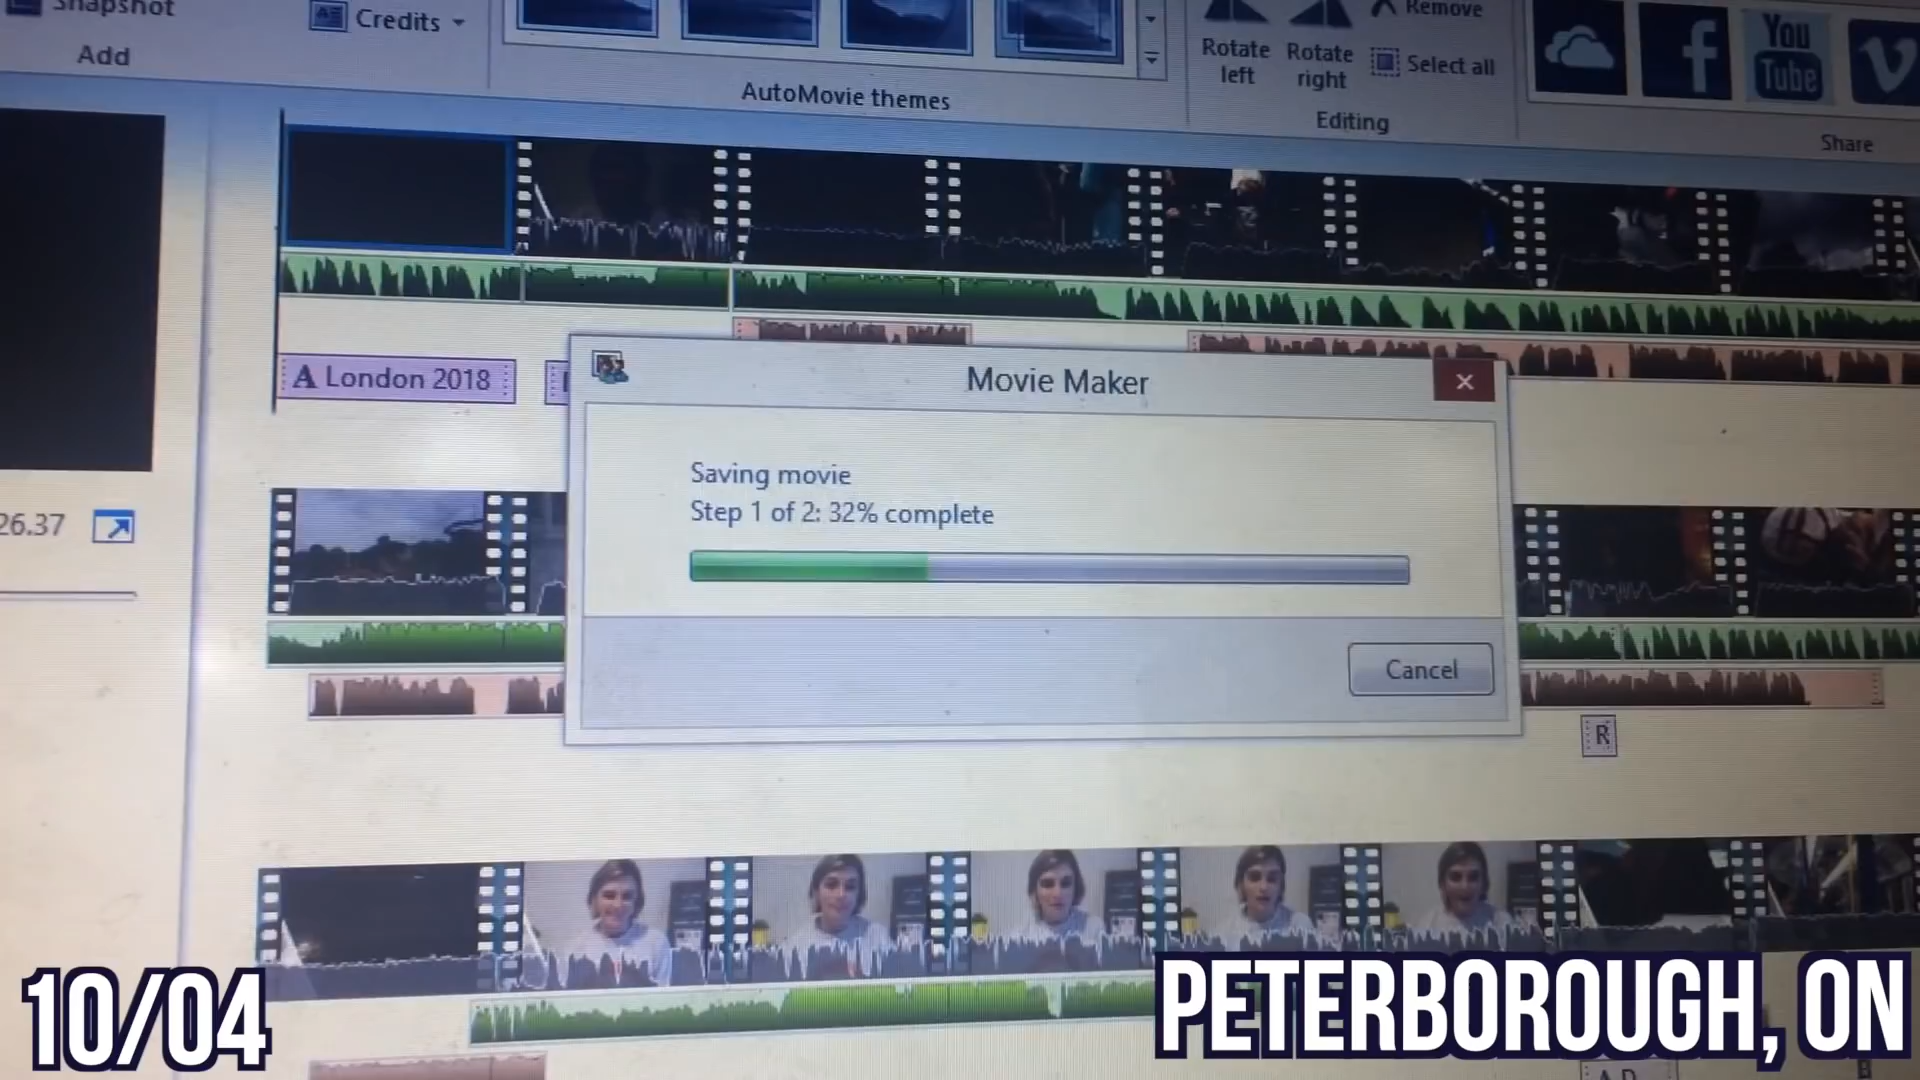 Snapshot
Add
Credits
AutoMovie themes
Rotate left
Rotate right
Remove
Select all
Editing
You
Tube
Share
London 2018
Movie Maker
Saving movie
Step 1 of 2: 32% complete
26.37
Cancel
R
10/04
PETERBOROUGH, ON